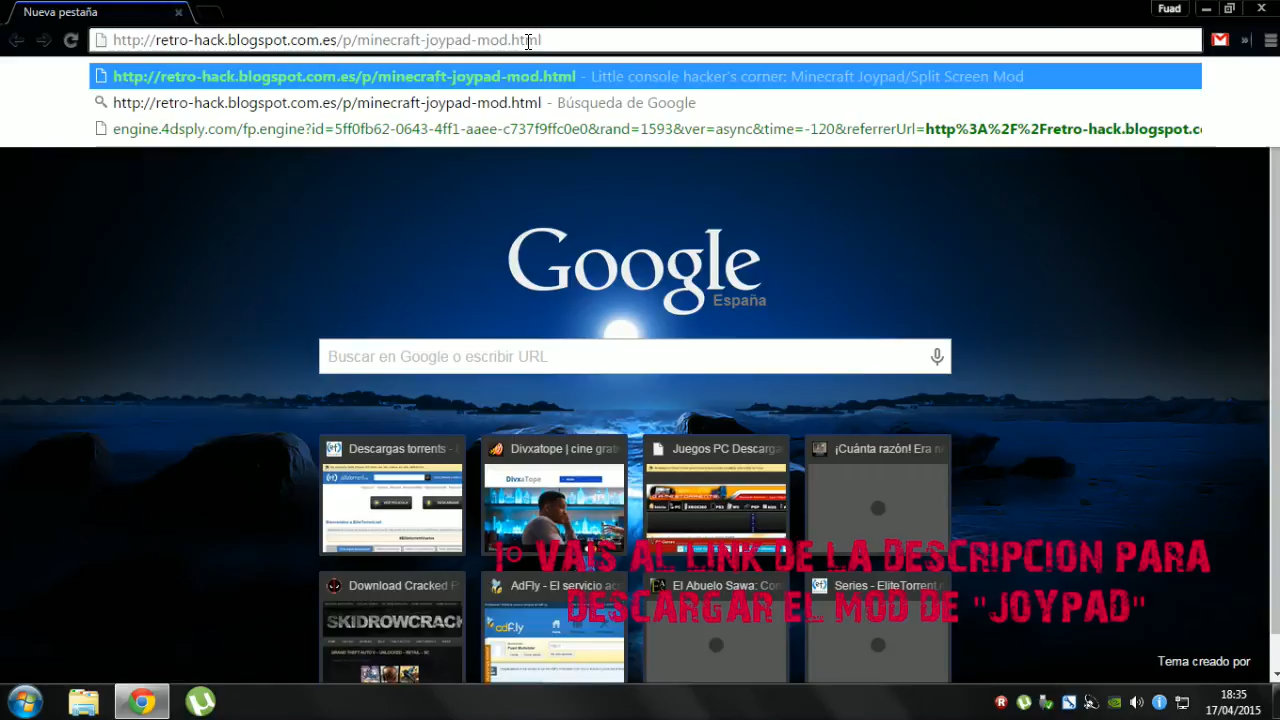 Nueva pestaña
Fuad
http://retro-hack.blogspot.com.es/p/minecraft-joypad-mod.html
http://retro-hack.blogspot.com.es/p/minecraft-joypad-mod.html - Little console hacker's corner: Minecraft Joypad/Split Screen Mod
http://retro-hack.blogspot.com.es/p/minecraft-joypad-mod.html - Búsqueda de Google
engine.4dsply.com/fp.engine?id=5ff0fb62-0643-4ff1-aaee-c737f9ffc0e0&rand=1593&ver=async&time=-120&referrerUrl=http%3A%2F%2Fretro-hack.blogspot.c
Google
España
Buscar en Google o escribir URL
Descargas torrents -
Divxatope | cine grat
Juegos PC Descarga
¡Cuánta razón! Era n
DivxaTope
1º VAIS AL LINK DE LA DESCRIPCION PARA
DESCARGAR EL MOD DE "JOYPAD"
Download Cracked P
AdFly - El servicio ac
El Abuelo Sawa: Co
Series - EliteTorrent
SKIDROWCRACK
adf.ly
Tema creado por
18:35
17/04/2015